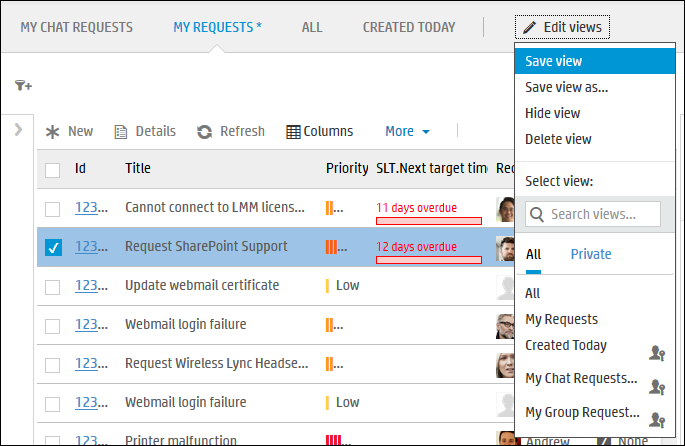 MY CHAT REQUESTS MY REQUESTS * ALL CREATED TODAY Edit views
Save view
Save view as...
Hide view
Delete view
New Details Refresh Columns More
Id Title Priority SLT.Next target time Rec
123... Cannot connect to LMM licens... ... 11 days overdue
123... Request SharePoint Support ... 12 days overdue
123... Update webmail certificate Low
123... Webmail login failure ...
123... Request Wireless Lync Headse... ...
123... Webmail login failure Low
123... Printer malfunction ... Andrew None
Select view:
Search views...
All Private
All
My Requests
Created Today
My Chat Requests...
My Group Request...